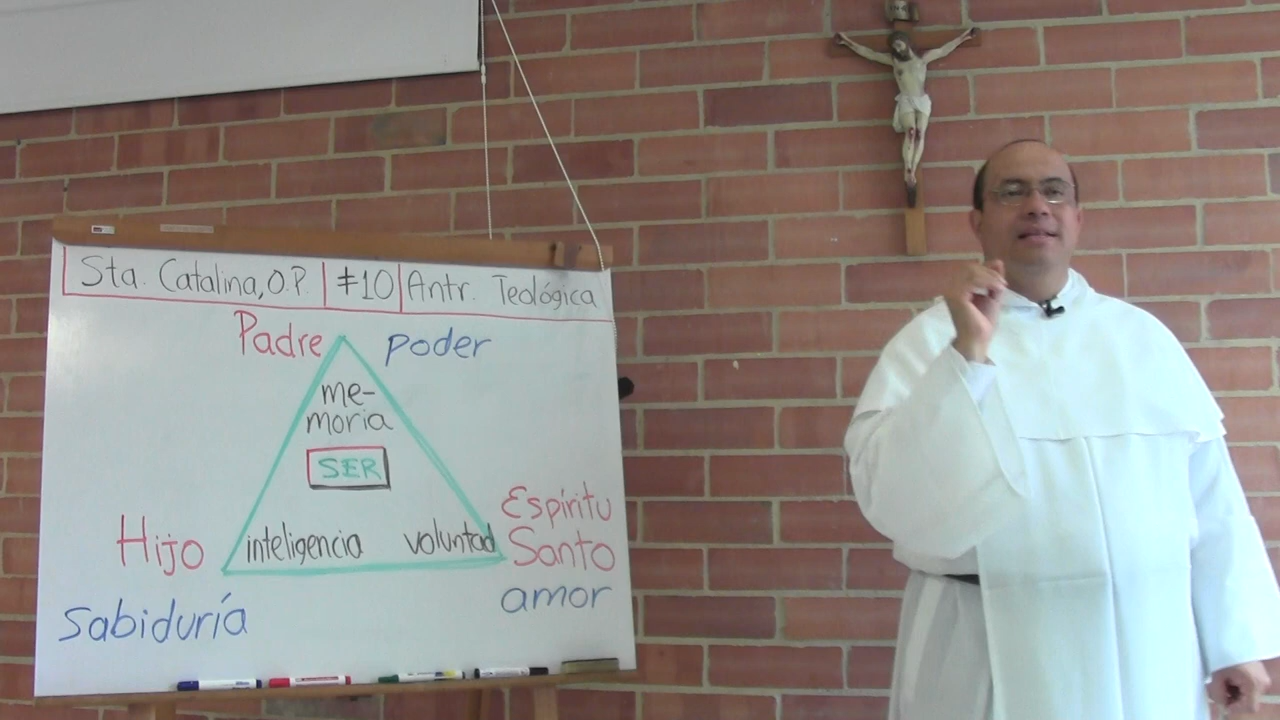 Sta. Catalina, O.P. #10 Antr. Teológica
Padre poder
me-
moria
SER
Espíritu
Hijo inteligencia voluntad Santo
Sabiduría amor